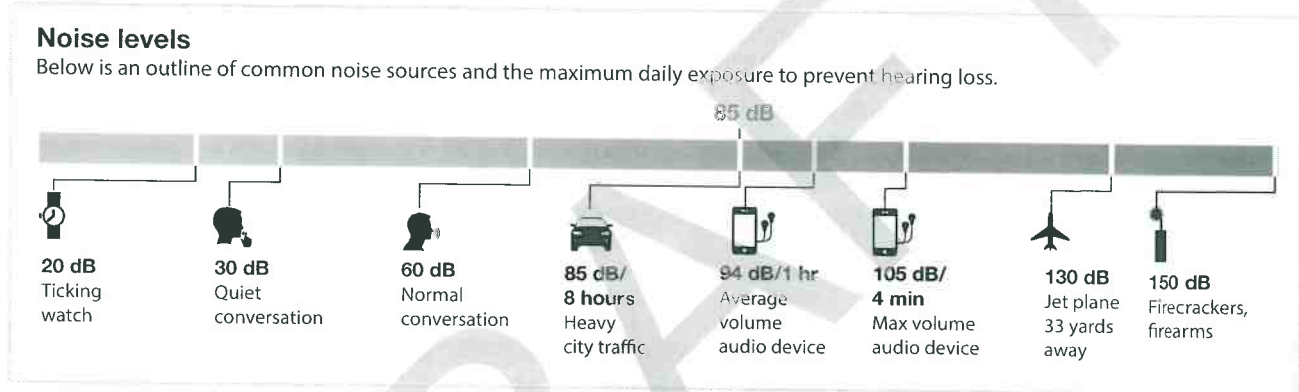 Noise levels
Below is an outline of common noise sources and the maximum daily exposure to prevent hearing loss.
85 dB
20 dB
Ticking
watch
30 dB
Quiet
conversation
60 dB
Normal
conversation
85 dB/
8 hours
Heavy
city traffic
94 dB/1 hr
Average
volume
audio device
105 dB/
4 min
Max volume
audio device
130 dB
Jet plane
33 yards
away
150 dB
Firecrackers,
firearms